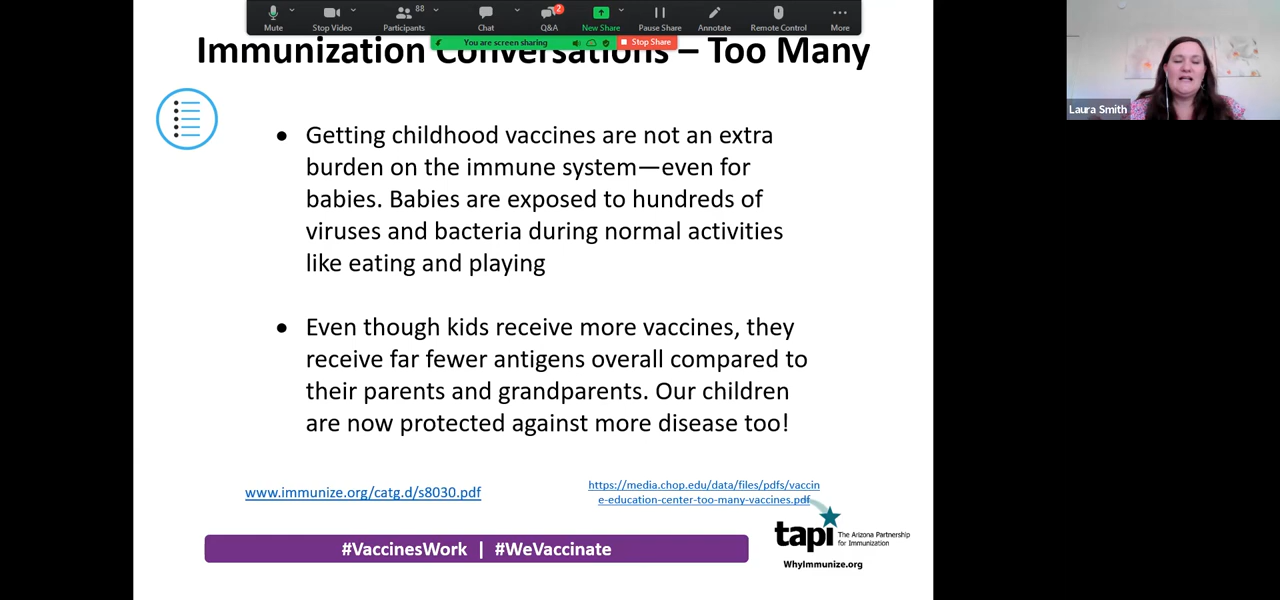 88
2
Mute
Stop Video
Participants
Chat
Q&A
New Share
Pause Share
Annotate
Remote Control
More
You are screen sharing
Stop Share
Immunization Conversations – Too Many
Laura Smith
● Getting childhood vaccines are not an extra
burden on the immune system—even for
babies. Babies are exposed to hundreds of
viruses and bacteria during normal activities
like eating and playing
● Even though kids receive more vaccines, they
receive far fewer antigens overall compared to
their parents and grandparents. Our children
are now protected against more disease too!
www.immunize.org/catg.d/s8030.pdf
https://media.chop.edu/data/files/pdfs/vaccin
e-education-center-too-many-vaccines.pdf
#VaccinesWork | #WeVaccinate
tapi
The Arizona Partnership
for Immunization
WhyImmunize.org